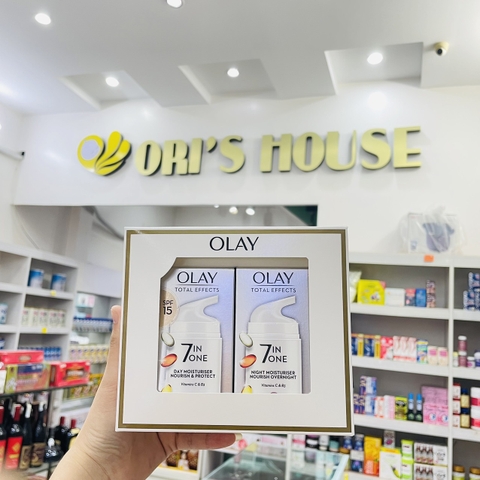 ORI'S HOUSE
OLAY
OLAY
TOTAL EFFECTS
SPF
15
7 IN
ONE
DAY MOISTURISER
NOURISH & PROTECT
Vitamins C & B3
OLAY
TOTAL EFFECTS
7 IN
ONE
NIGHT MOISTURISER
NOURISH OVERNIGHT
Vitamins C & B3